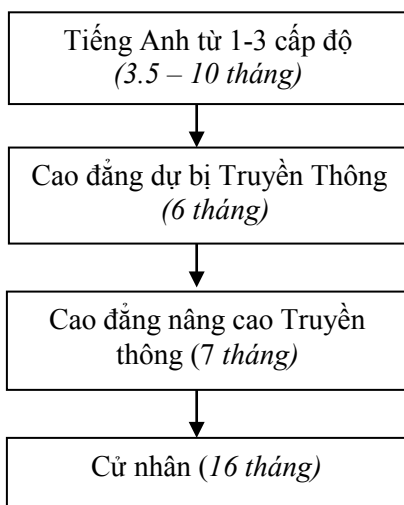 Tiếng Anh từ 1-3 cấp độ
(3.5 – 10 tháng)
Cao đẳng dự bị Truyền Thông
(6 tháng)
Cao đẳng nâng cao Truyền
thông (7 tháng)
Cử nhân (16 tháng)